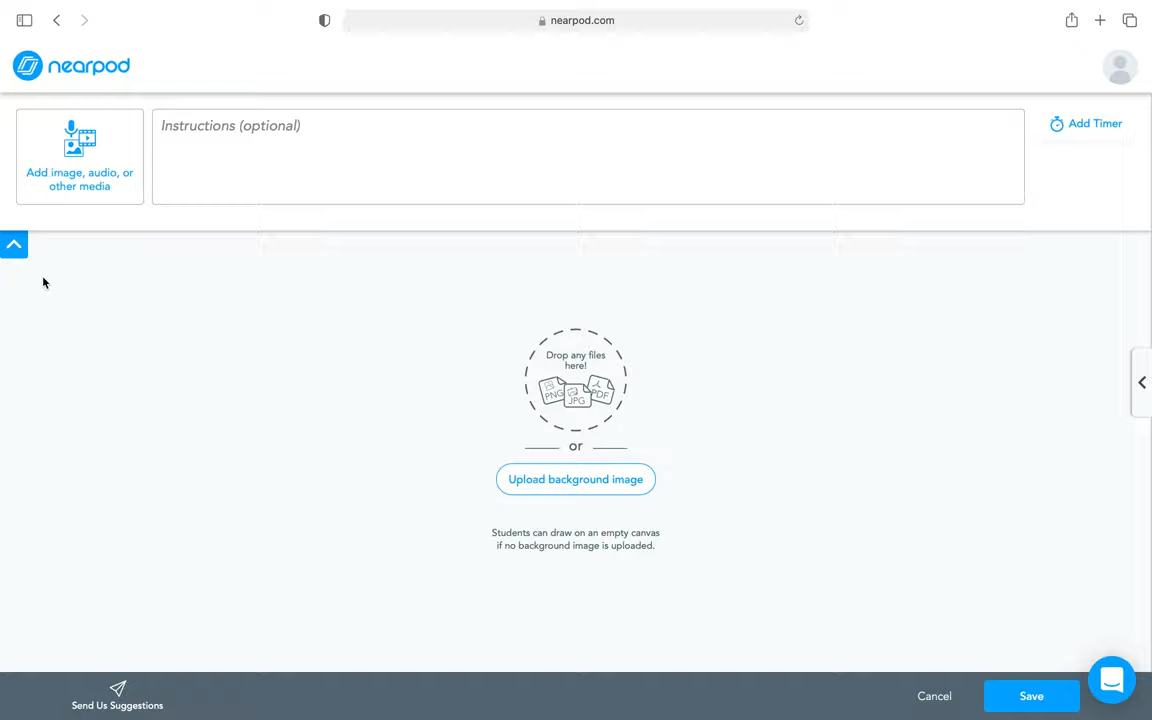 nearpod.com
nearpod
Add image, audio, or
other media
Instructions (optional)
Add Timer
Drop any files
here!
PNG
JPG
PDF
or
Upload background image
Students can draw on an empty canvas
if no background image is uploaded.
Send Us Suggestions
Cancel
Save